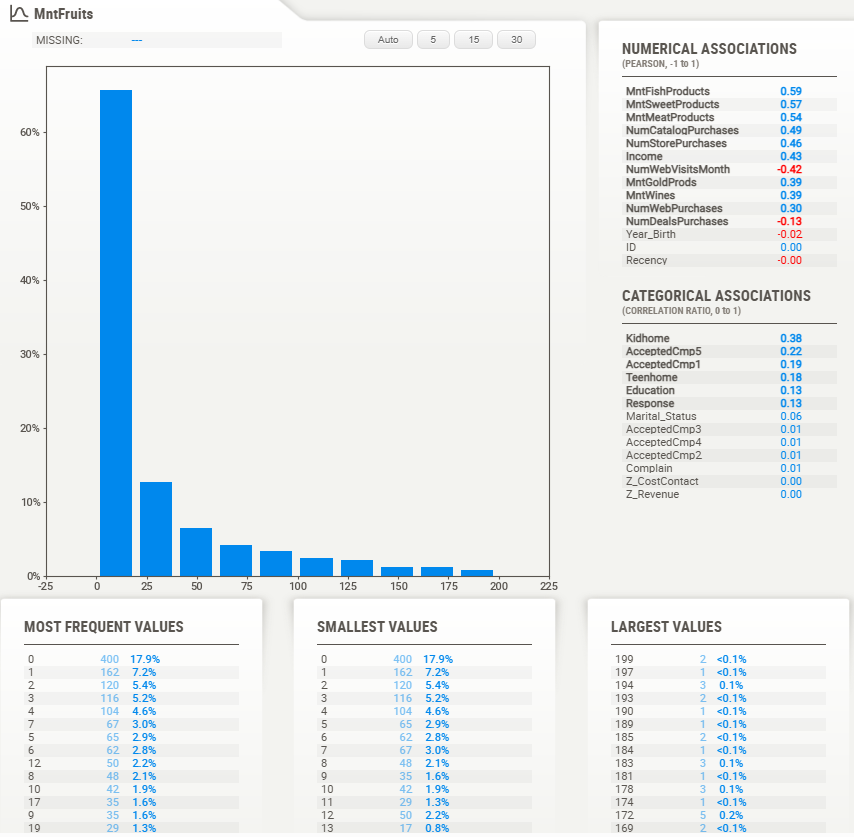 MntFruits
MISSING: ---
Auto 5 15 30
60%
50%
40%
30%
20%
10%
0%
-25 0 25 50 75 100 125 150 175 200 225
NUMERICAL ASSOCIATIONS
(PEARSON, -1 to 1)
MntFishProducts 0.59
MntSweetProducts 0.57
MntMeatProducts 0.54
NumCatalogPurchases 0.49
NumStorePurchases 0.46
Income 0.43
NumWebVisitsMonth -0.42
MntGoldProds 0.39
MntWines 0.39
NumWebPurchases 0.30
NumDealsPurchases -0.13
Year_Birth -0.02
ID 0.00
Recency -0.00
CATEGORICAL ASSOCIATIONS
(CORRELATION RATIO, 0 to 1)
Kidhome 0.38
AcceptedCmp5 0.22
AcceptedCmp1 0.19
Teenhome 0.18
Education 0.13
Response 0.13
Marital_Status 0.06
AcceptedCmp3 0.01
AcceptedCmp4 0.01
AcceptedCmp2 0.01
Complain 0.01
Z_CostContact 0.00
Z_Revenue 0.00
MOST FREQUENT VALUES
0 400 17.9%
1 162 7.2%
2 120 5.4%
3 116 5.2%
4 104 4.6%
7 67 3.0%
5 65 2.9%
6 62 2.8%
12 50 2.2%
8 48 2.1%
10 42 1.9%
17 35 1.6%
9 35 1.6%
19 29 1.3%
SMALLEST VALUES
0 400 17.9%
1 162 7.2%
2 120 5.4%
3 116 5.2%
4 104 4.6%
5 65 2.9%
6 62 2.8%
7 67 3.0%
8 48 2.1%
9 35 1.6%
10 42 1.9%
11 29 1.3%
12 50 2.2%
13 17 0.8%
LARGEST VALUES
199 2 <0.1%
197 1 <0.1%
194 3 0.1%
193 2 <0.1%
190 1 <0.1%
189 1 <0.1%
185 2 <0.1%
184 1 <0.1%
183 3 0.1%
181 1 <0.1%
178 3 0.1%
174 1 <0.1%
172 5 0.2%
169 2 <0.1%